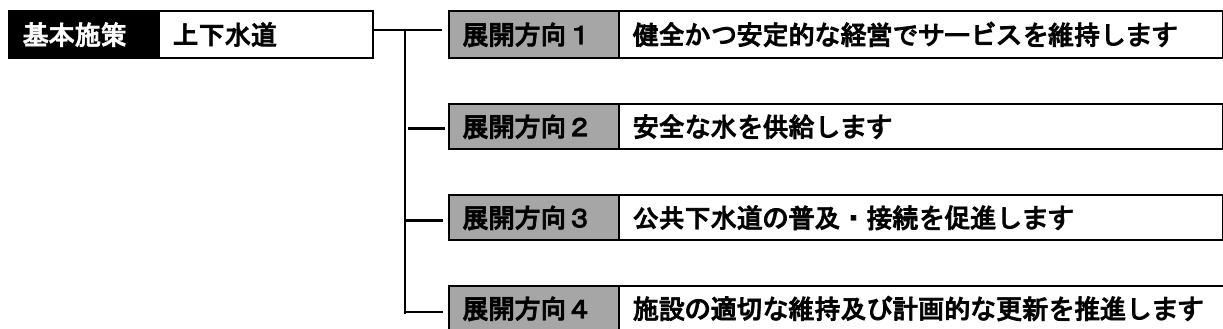 基本施策 上下水道 展開方向１ 健全かつ安定的な経営でサービスを維持します
展開方向２ 安全な水を供給します
展開方向３ 公共下水道の普及・接続を促進します
展開方向４ 施設の適切な維持及び計画的な更新を推進します